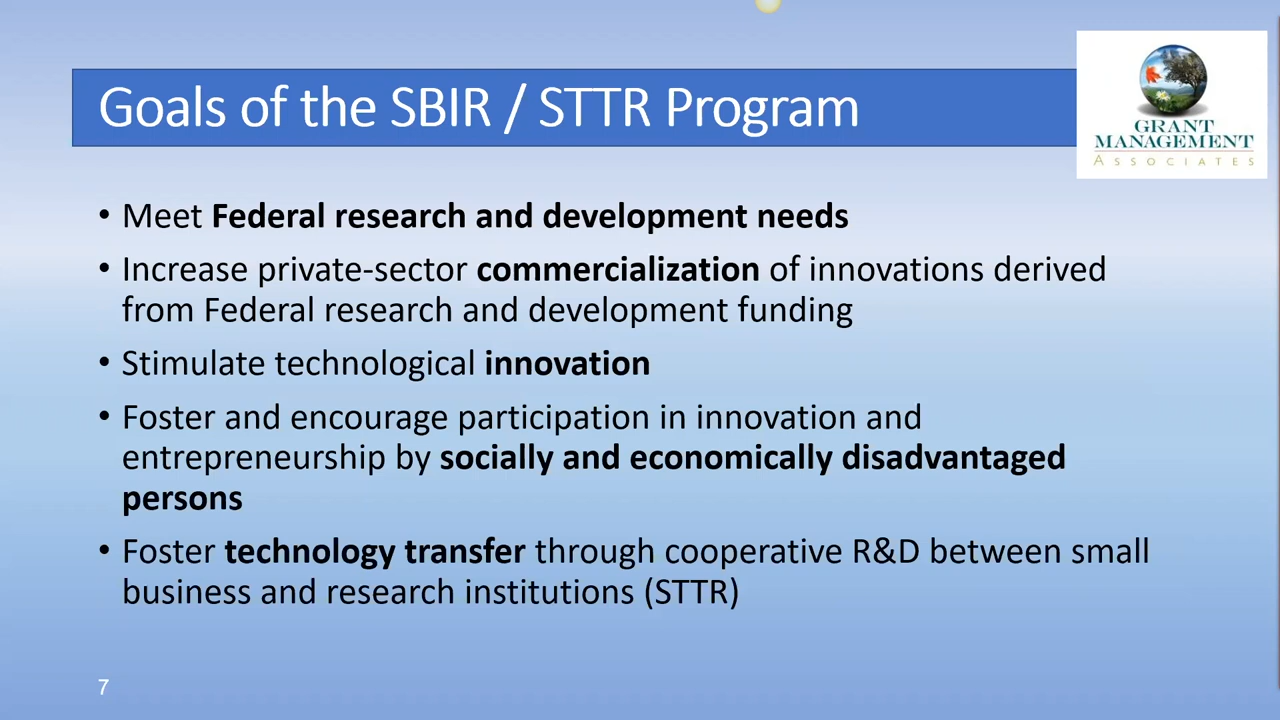 Goals of the SBIR / STTR Program
GRANT
MANAGEMENT
ASSOCIATES
• Meet Federal research and development needs
• Increase private-sector commercialization of innovations derived
from Federal research and development funding
• Stimulate technological innovation
• Foster and encourage participation in innovation and
entrepreneurship by socially and economically disadvantaged
persons
• Foster technology transfer through cooperative R&D between small
business and research institutions (STTR)
7